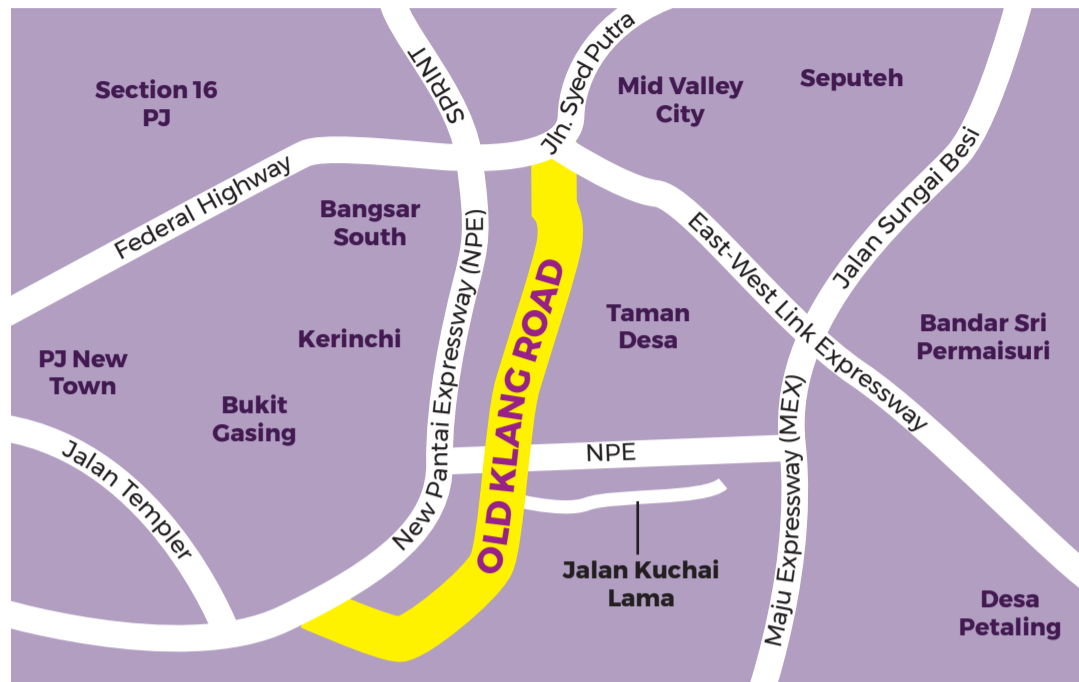 SPRINT
Jln. Syed Putra
Section 16
PJ
Mid Valley
City
Seputeh
Federal Highway
Bangsar
South
Jalan Sungai Besi
New Pantai Expressway (NPE)
East-West Link Expressway
OLD KLANG ROAD
Taman
Desa
Bandar Sri
Permaisuri
Kerinchi
PJ New
Town
Bukit
Gasing
NPE
Maju Expressway (MEX)
Jalan Templer
Jalan Kuchai
Lama
Desa
Petaling